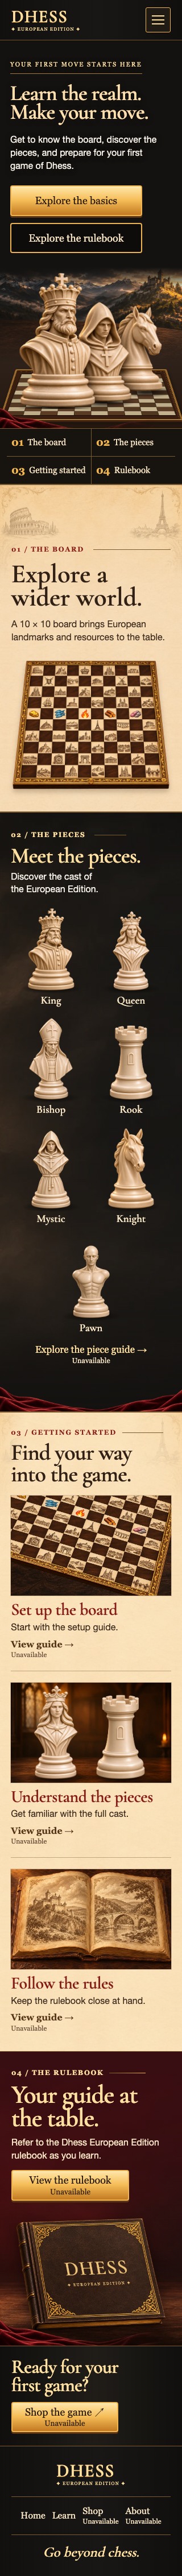 DHESS
✦ EUROPEAN EDITION ✦
YOUR FIRST MOVE STARTS HERE
Learn the realm.
Make your move.
Get to know the board, discover the
pieces, and prepare for your first
game of Dhess.
Explore the basics
Explore the rulebook
01 The board
02 The pieces
03 Getting started
04 Rulebook
01 / THE BOARD
Explore a
wider world.
A 10 × 10 board brings European
landmarks and resources to the table.
02 / THE PIECES
Meet the pieces.
Discover the cast of
the European Edition.
King
Queen
Bishop
Rook
Mystic
Knight
Pawn
Explore the piece guide →
Unavailable
03 / GETTING STARTED
Find your way
into the game.
Set up the board
Start with the setup guide.
View guide →
Unavailable
Understand the pieces
Get familiar with the full cast.
View guide →
Unavailable
Follow the rules
Keep the rulebook close at hand.
View guide →
Unavailable
04 / THE RULEBOOK
Your guide at
the table.
Refer to the Dhess European Edition
rulebook as you learn.
View the rulebook
Unavailable
DHESS
✦ EUROPEAN EDITION ✦
Ready for your
first game?
Shop the game ↗
Unavailable
DHESS
✦ EUROPEAN EDITION ✦
Home
Learn
Shop
Unavailable
About
Unavailable
Go beyond chess.